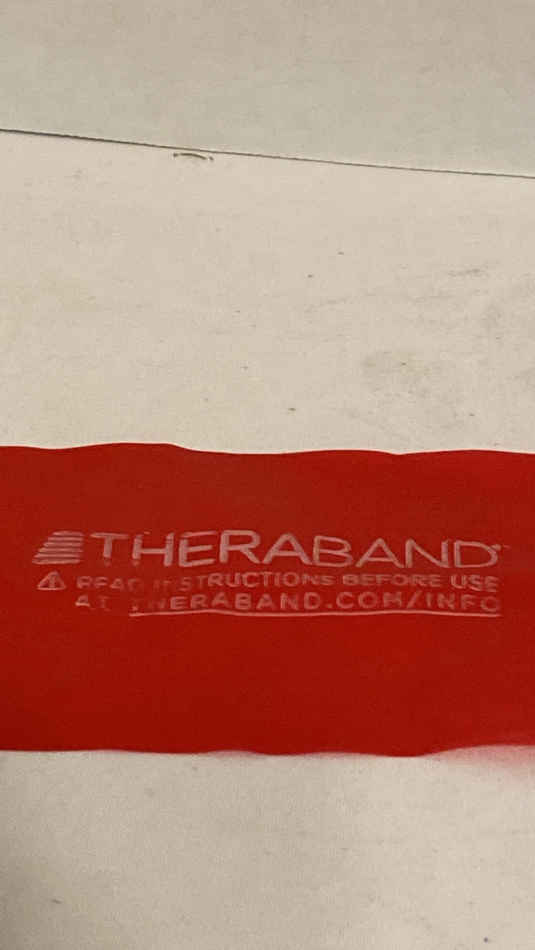 THERABAND
⚠ READ INSTRUCTIONS BEFORE USE
AT THERABAND.COM/INFO